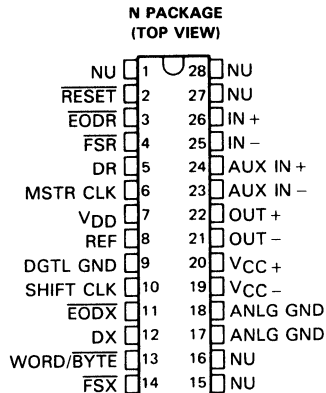 N PACKAGE
(TOP VIEW)
NU 1 28 NU
RESET 2 27 NU
EODR 3 26 IN +
FSR 4 25 IN −
DR 5 24 AUX IN +
MSTR CLK 6 23 AUX IN −
VDD 7 22 OUT +
REF 8 21 OUT −
DGTL GND 9 20 VCC +
SHIFT CLK 10 19 VCC −
EODX 11 18 ANLG GND
DX 12 17 ANLG GND
WORD/BYTE 13 16 NU
FSX 14 15 NU